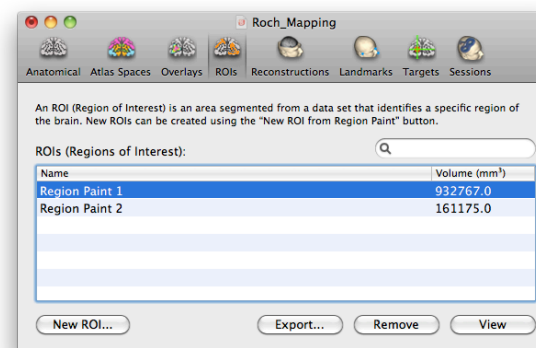 Roch_Mapping
Anatomical Atlas Spaces Overlays ROIs Reconstructions Landmarks Targets Sessions
An ROI (Region of Interest) is an area segmented from a data set that identifies a specific region of
the brain. New ROIs can be created using the "New ROI from Region Paint" button.
ROIs (Regions of Interest):
Name Volume (mm³)
Region Paint 1 932767.0
Region Paint 2 161175.0
New ROI... Export... Remove View